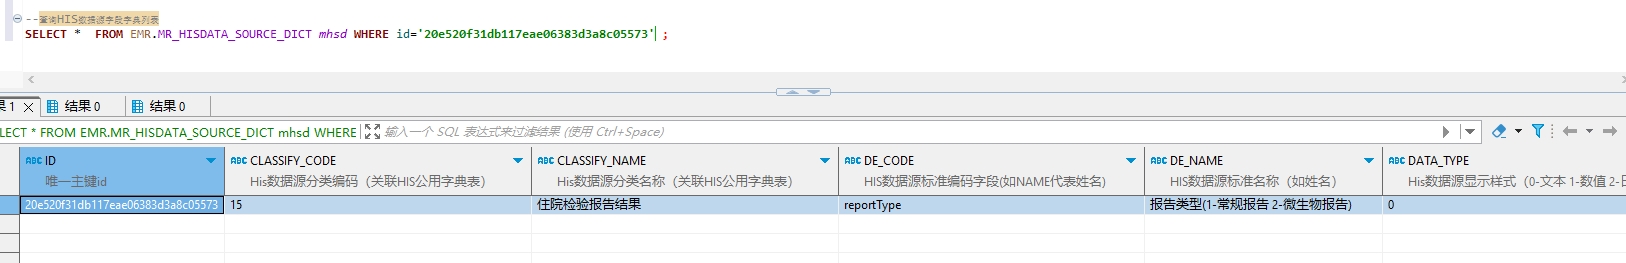 --查询HIS数据源字段字典列表
SELECT *  FROM EMR.MR_HISDATA_SOURCE_DICT mhsd WHERE id='20e520f31db117eae06383d3a8c05573' ;
果 1 结果 0 结果 0
LECT * FROM EMR.MR_HISDATA_SOURCE_DICT mhsd WHERE 输入一个 SQL 表达式来过滤结果 (使用 Ctrl+Space)
ABC ID ABC CLASSIFY_CODE ABC CLASSIFY_NAME ABC DE_CODE ABC DE_NAME ABC DATA_TYPE
唯一主键id His数据源分类编码（关联HIS公用字典表） His数据源分类名称（关联HIS公用字典表） HIS数据源标准编码字段(如NAME代表姓名) HIS数据源标准名称（如姓名） His数据源显示样式（0-文本 1-数值 2-日
20e520f31db117eae06383d3a8c05573 15 住院检验报告结果 reportType 报告类型(1-常规报告 2-微生物报告) 0